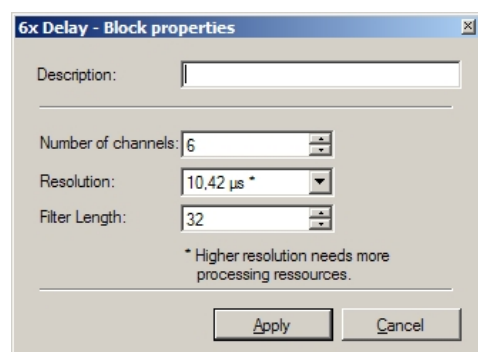 6x Delay - Block properties
Description:
Number of channels: 6
Resolution: 10,42 µs *
Filter Length: 32
* Higher resolution needs more
processing ressources.
Apply Cancel